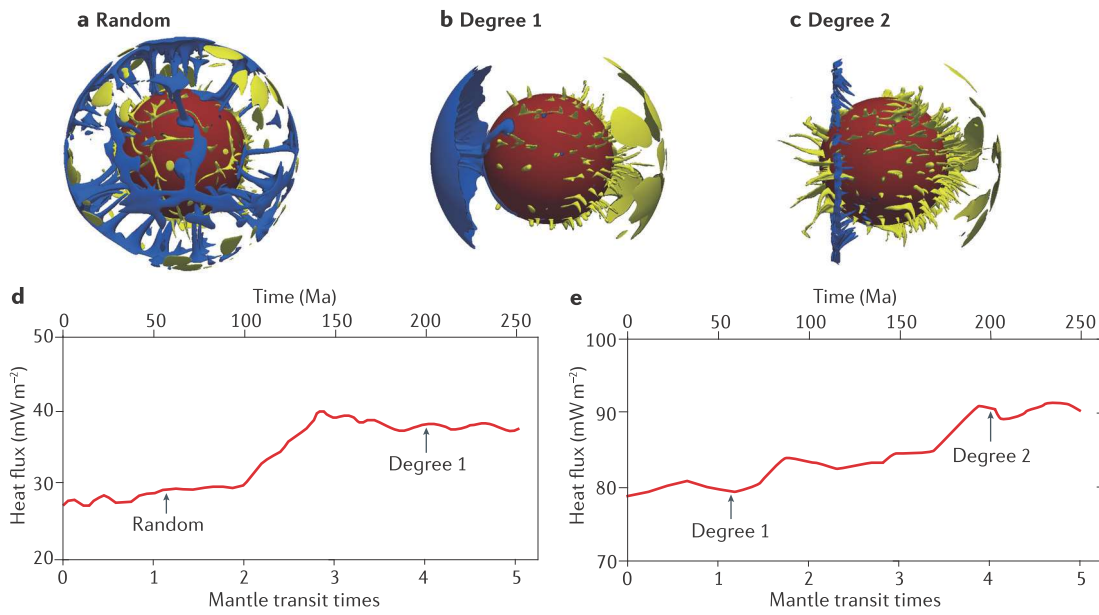 a Random
b Degree 1
c Degree 2
d
Time (Ma)
0 50 100 150 200 250
50
40
30
20
Heat flux (mW m⁻²)
Random
Degree 1
0 1 2 3 4 5
Mantle transit times
e
Time (Ma)
0 50 100 150 200 250
100
90
80
70
Heat flux (mW m⁻²)
Degree 1
Degree 2
0 1 2 3 4 5
Mantle transit times